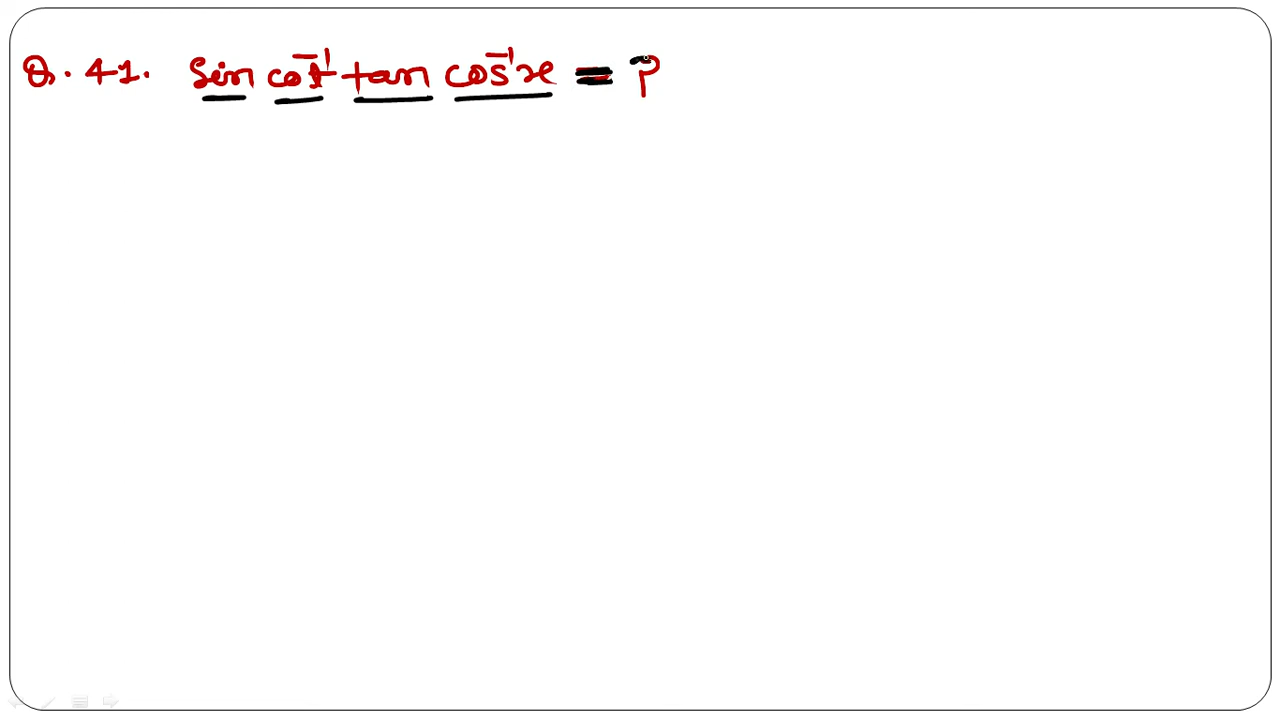 Q. 41. Sin cot⁻¹ tan cos⁻¹x = ?